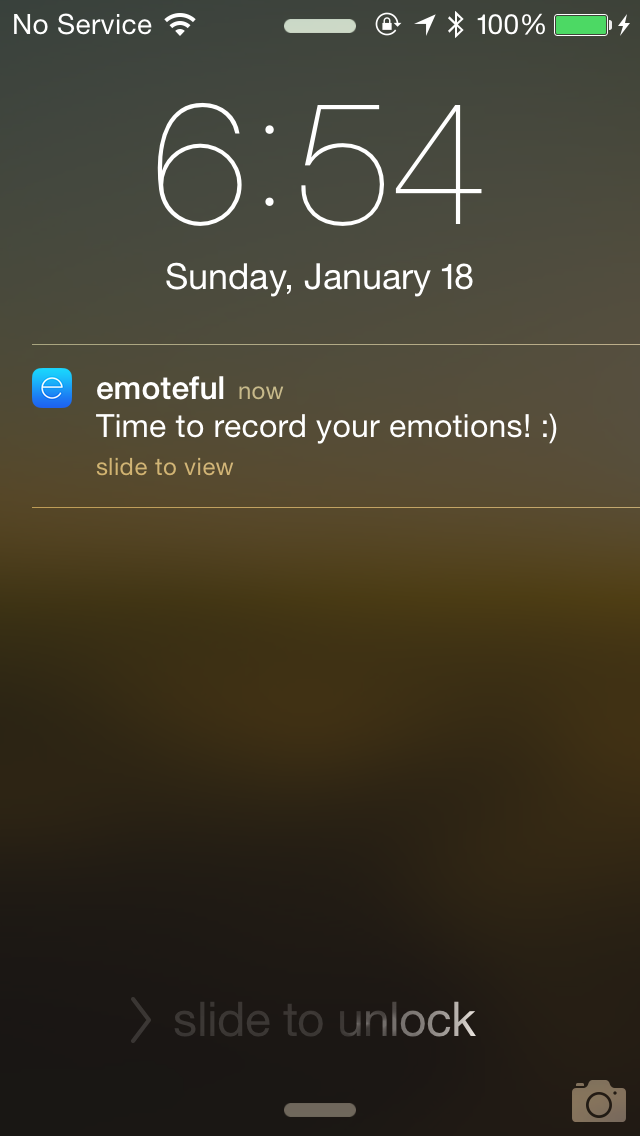 No Service 100%
6:54
Sunday, January 18
e
emoteful now
Time to record your emotions! :)
slide to view
slide to unlock